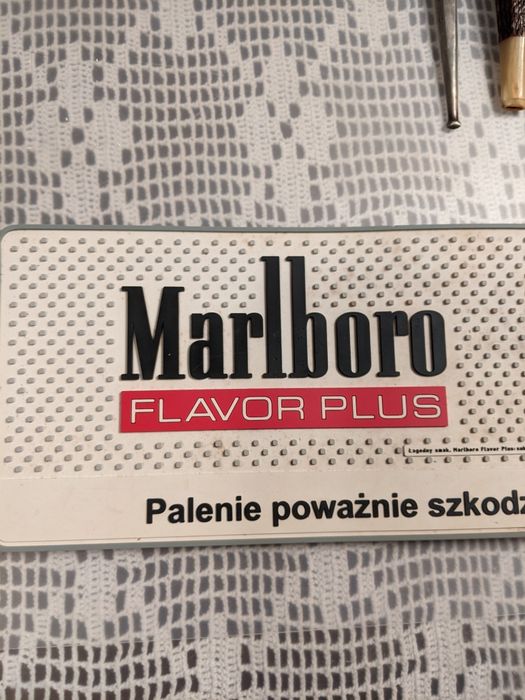 Marlboro
FLAVOR PLUS
Łagodny smak, Marlboro Flavor Plus:
Palenie poważnie szkodz